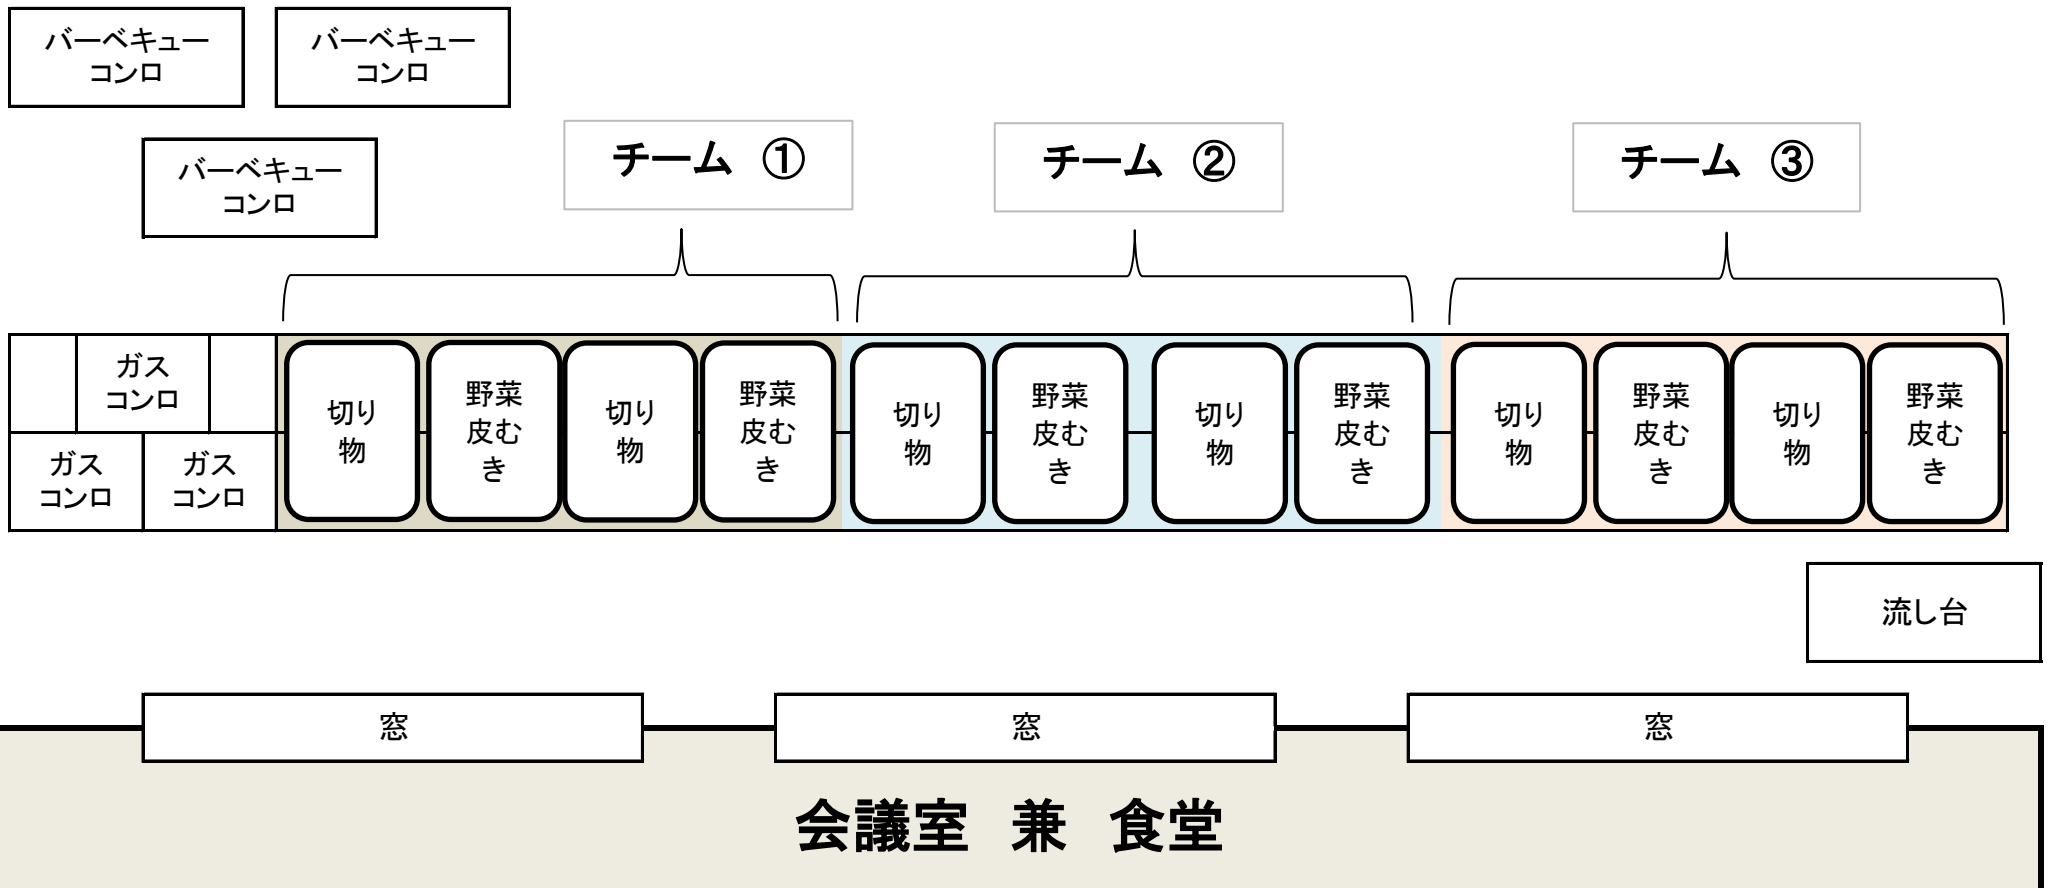 バーベキュー
コンロ
バーベキュー
コンロ
バーベキュー
コンロ
チーム ①
チーム ②
チーム ③
ガス
コンロ
ガス
コンロ
ガス
コンロ
切り
物
野菜
皮む
き
切り
物
野菜
皮む
き
切り
物
野菜
皮む
き
切り
物
野菜
皮む
き
切り
物
野菜
皮む
き
切り
物
野菜
皮む
き
流し台
窓
窓
窓
会議室 兼 食堂